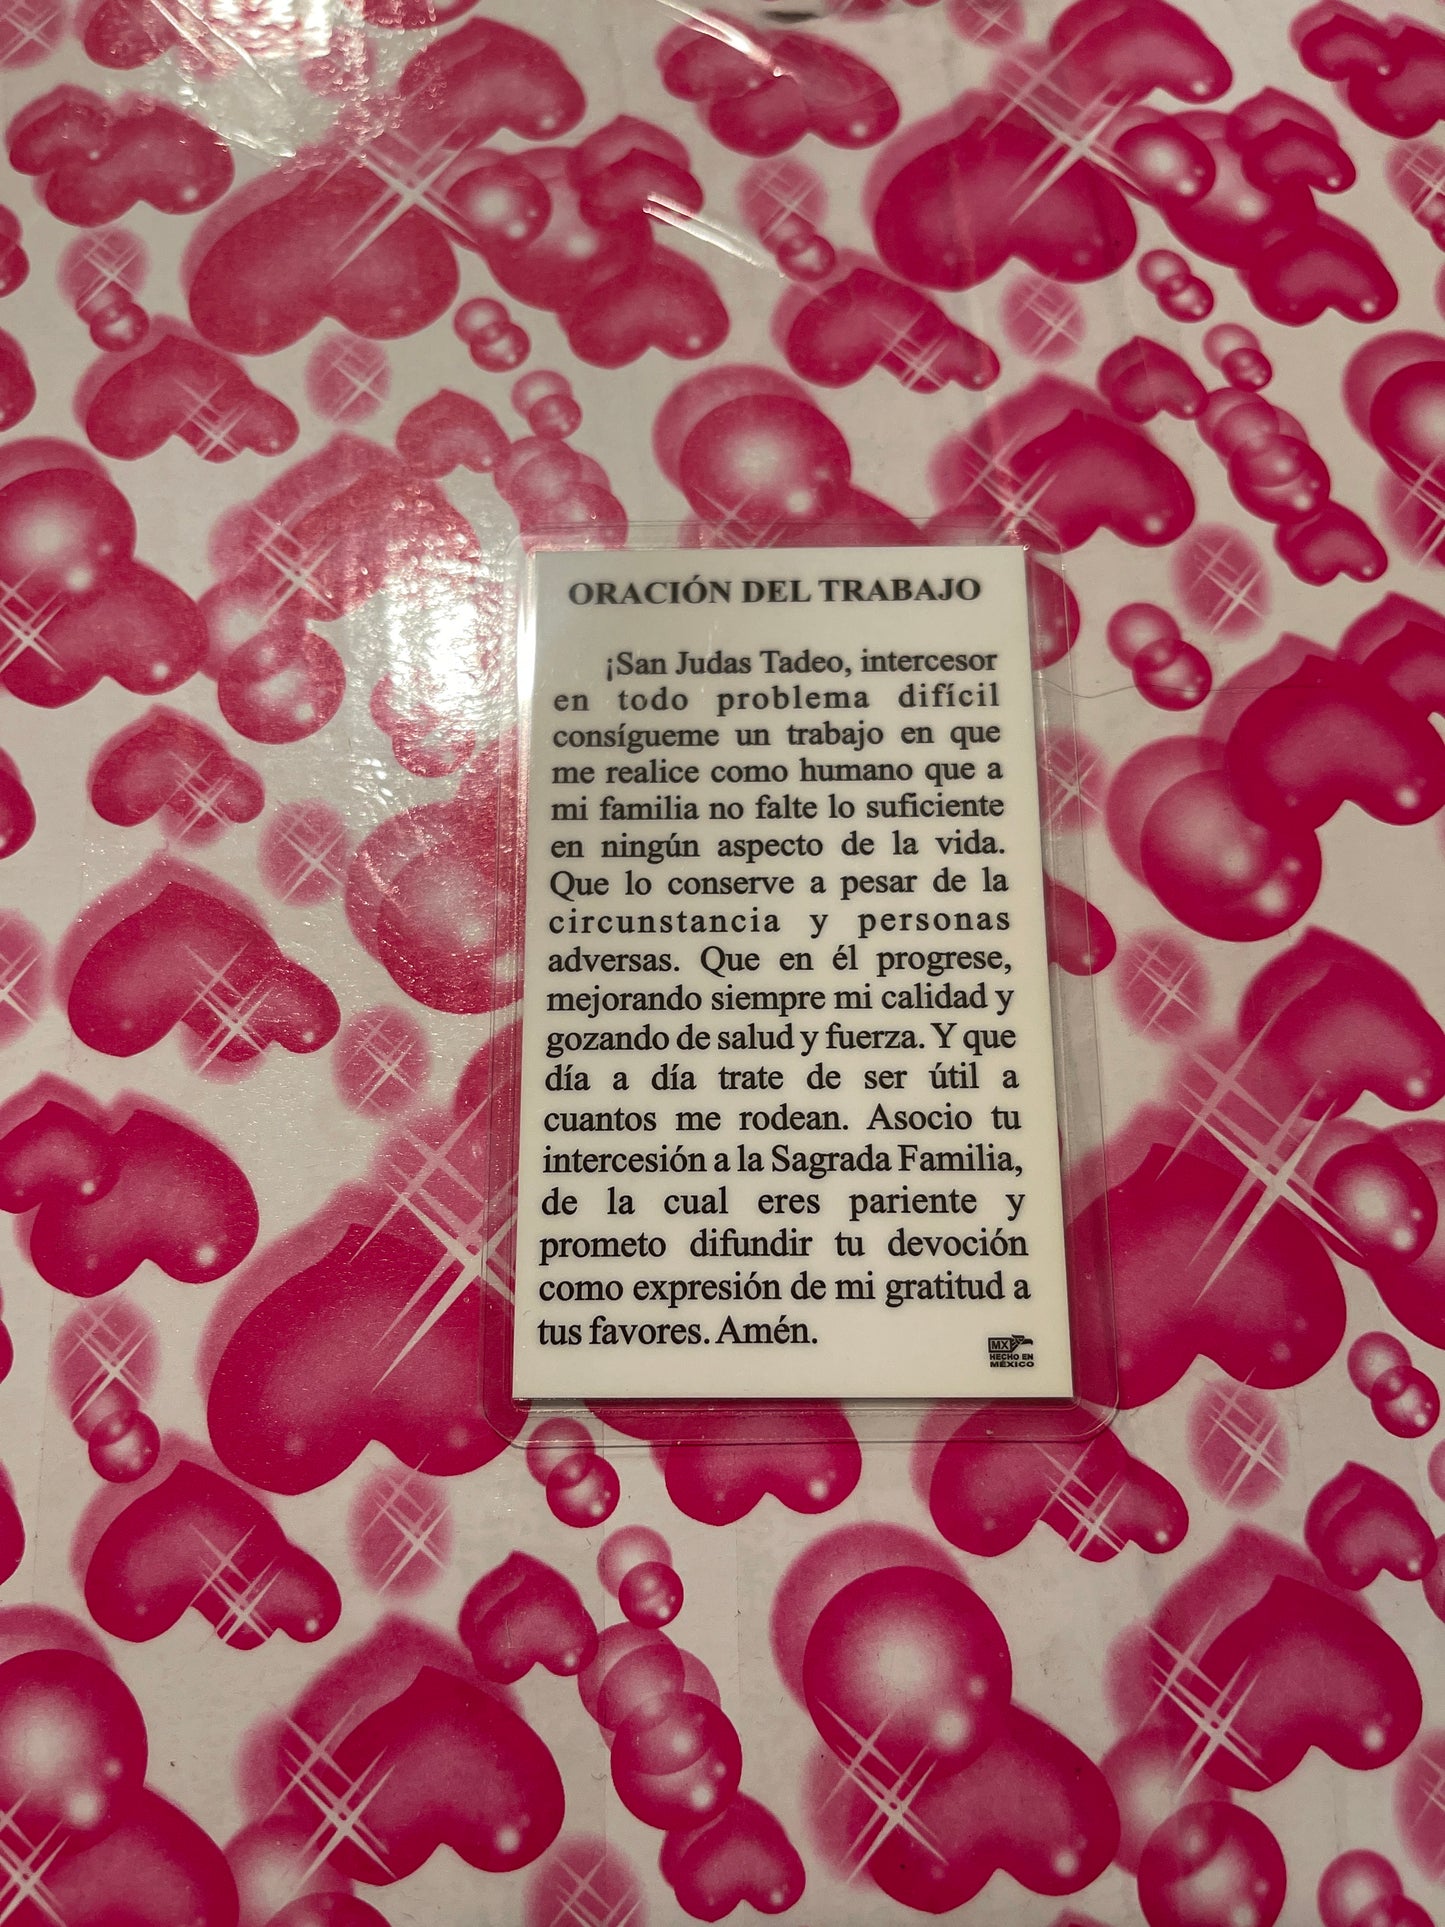 ORACIÓN DEL TRABAJO
¡San Judas Tadeo, intercesor
en todo problema difícil
consígueme un trabajo en que
me realice como humano que a
mi familia no falte lo suficiente
en ningún aspecto de la vida.
Que lo conserve a pesar de la
circunstancia y personas
adversas. Que en él progrese,
mejorando siempre mi calidad y
gozando de salud y fuerza. Y que
día a día trate de ser útil a
cuantos me rodean. Asocio tu
intercesión a la Sagrada Familia,
de la cual eres pariente y
prometo difundir tu devoción
como expresión de mi gratitud a
tus favores. Amén.
MX
HECHO EN
MÉXICO